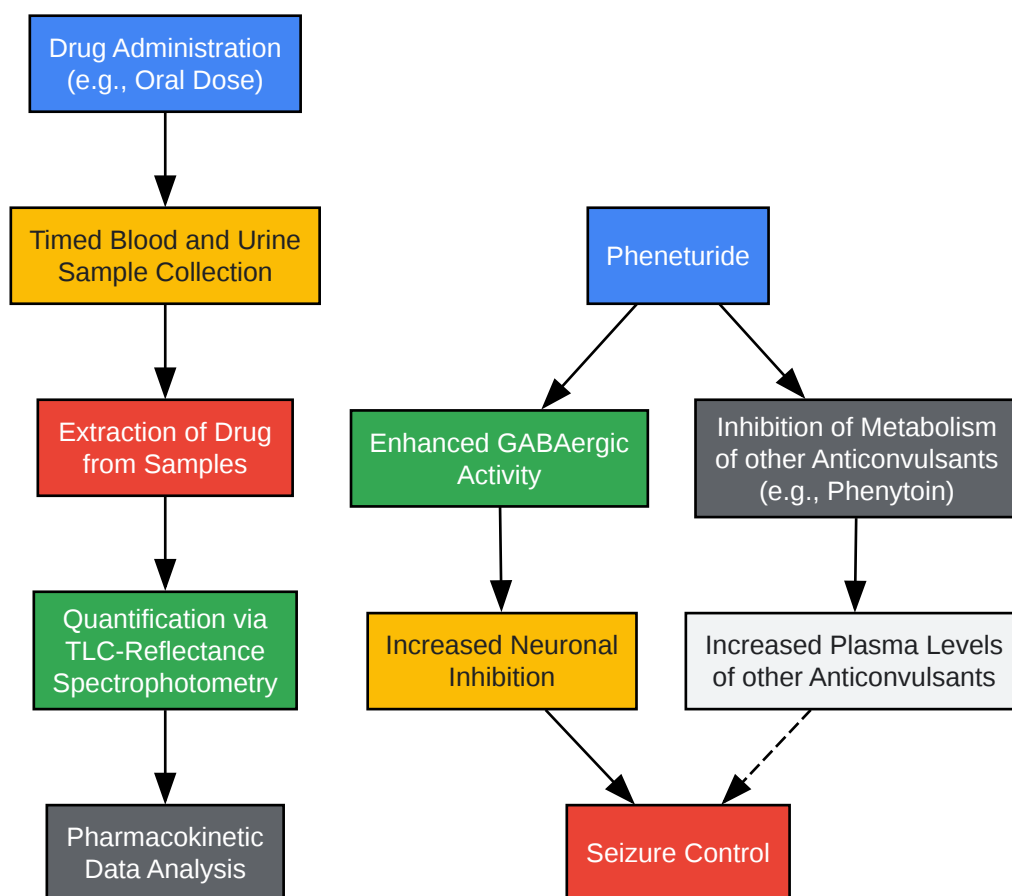 Drug Administration
(e.g., Oral Dose)
Timed Blood and Urine
Sample Collection
Extraction of Drug
from Samples
Quantification via
TLC-Reflectance
Spectrophotometry
Pharmacokinetic
Data Analysis
Pheneturide
Enhanced GABAergic
Activity
Inhibition of Metabolism
of other Anticonvulsants
(e.g., Phenytoin)
Increased Neuronal
Inhibition
Increased Plasma Levels
of other Anticonvulsants
Seizure Control